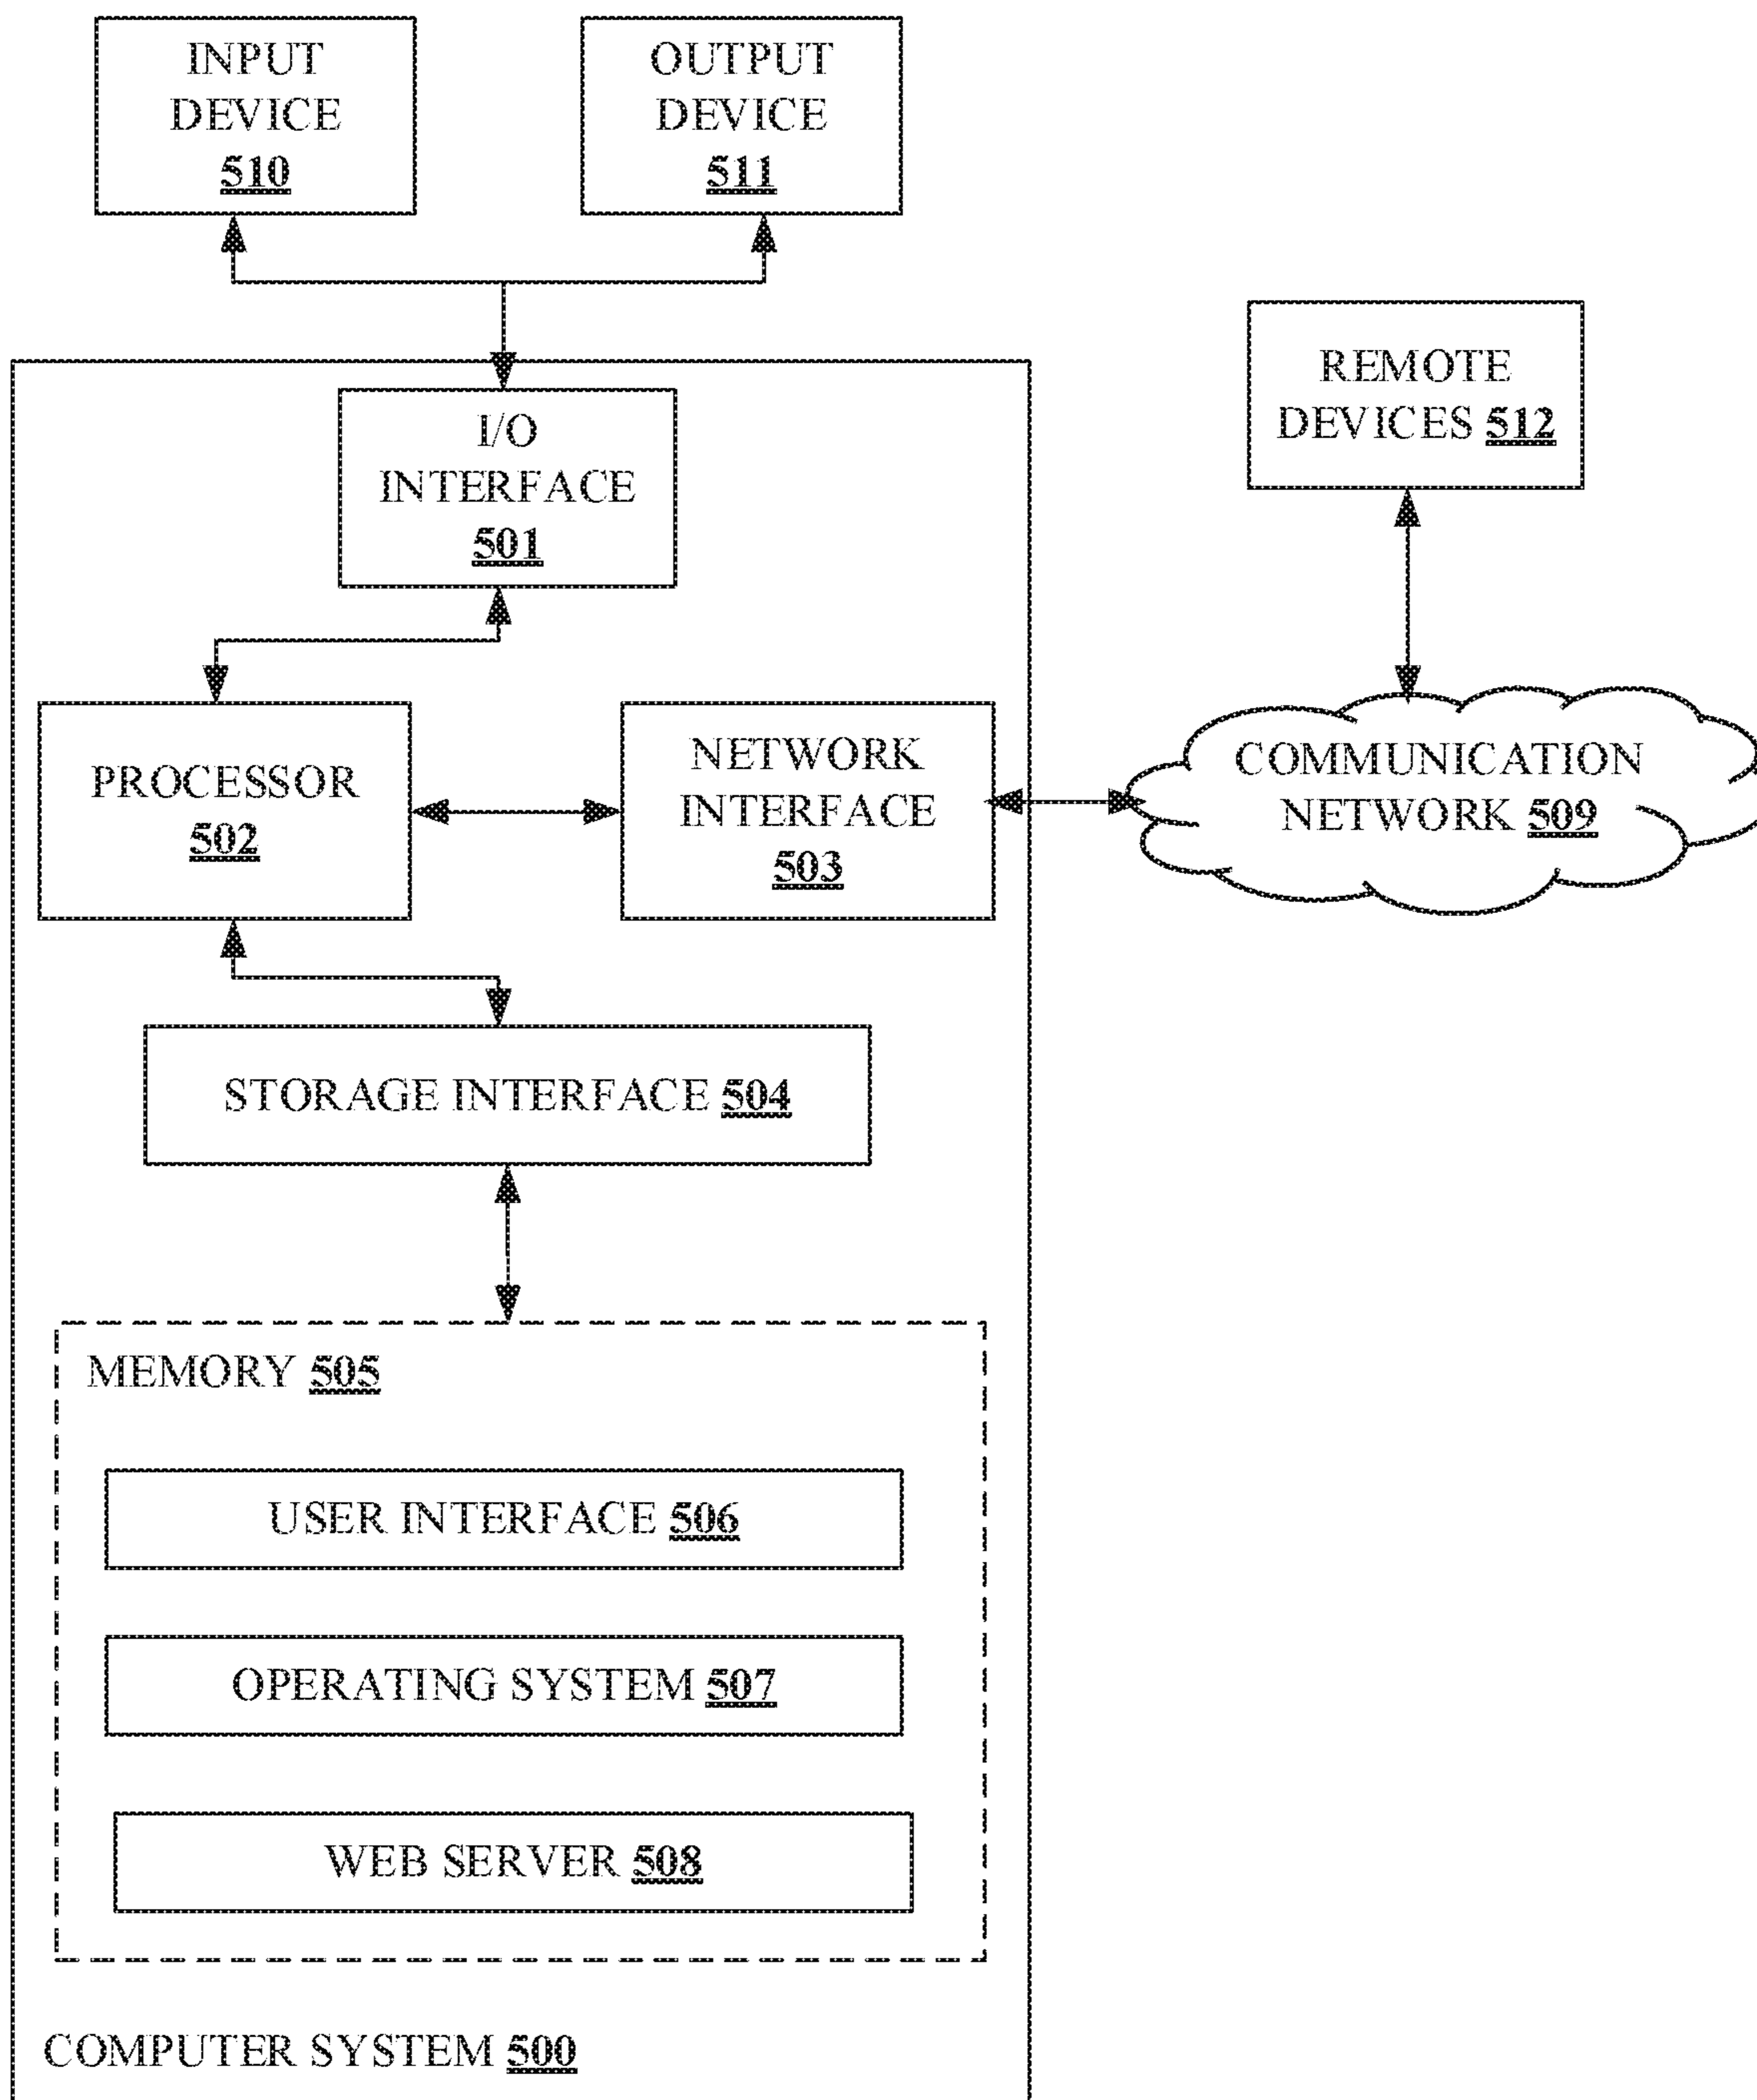 INPUT
DEVICE
510
OUTPUT
DEVICE
511
I/O
INTERFACE
501
REMOTE
DEVICES 512
PROCESSOR
502
NETWORK
INTERFACE
503
COMMUNICATION
NETWORK 509
STORAGE INTERFACE 504
MEMORY 505
USER INTERFACE 506
OPERATING SYSTEM 507
WEB SERVER 508
COMPUTER SYSTEM 500